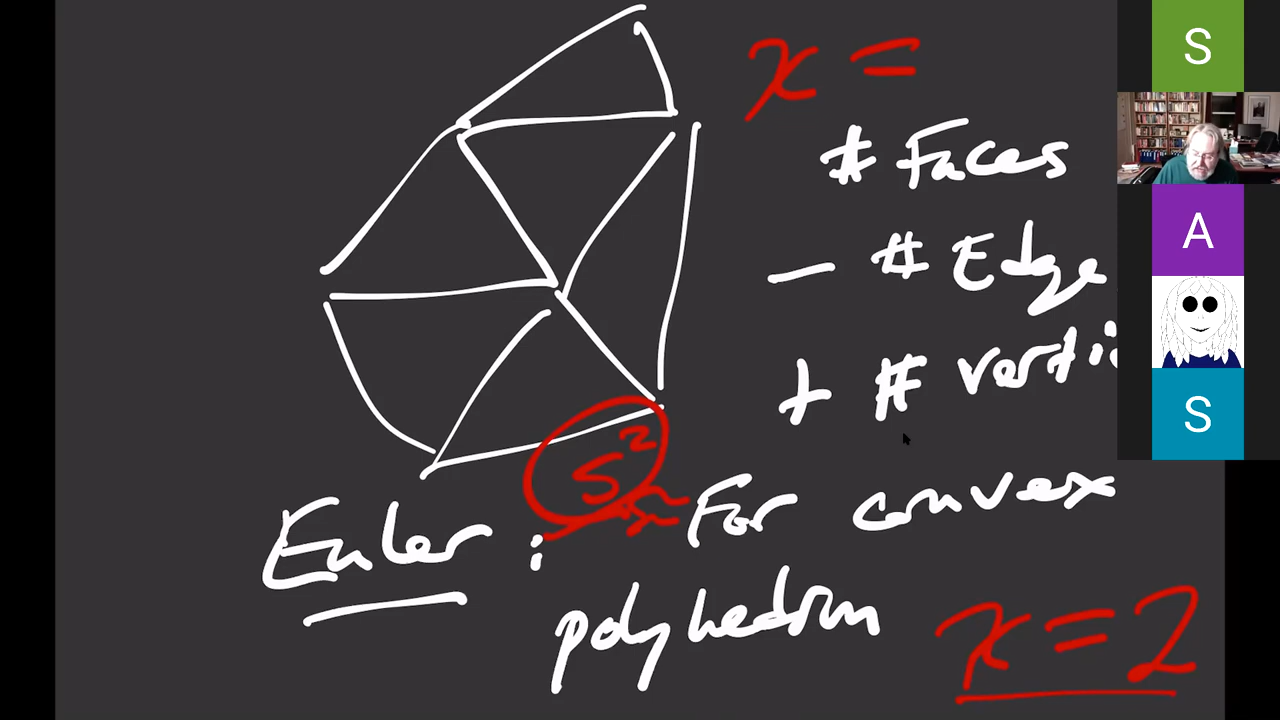 χ =
# Faces
– # Edge
+ # verti
S²
Euler : For convex
polyhedron
χ = 2
S
A
S